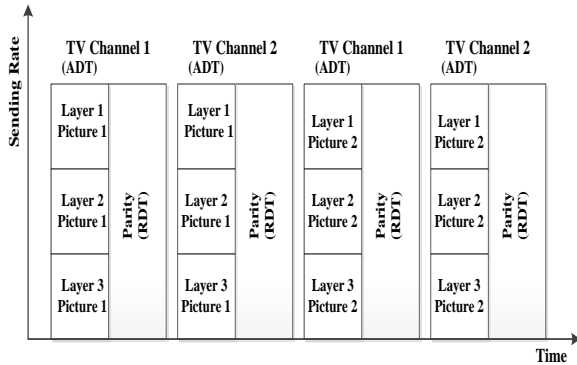 Sending Rate
TV Channel 1
(ADT)
Layer 1
Picture 1
Layer 2
Picture 1
Layer 3
Picture 1
Parity
(RDT)
TV Channel 2
(ADT)
Layer 1
Picture 1
Layer 2
Picture 1
Layer 3
Picture 1
Parity
(RDT)
TV Channel 1
(ADT)
Layer 1
Picture 2
Layer 2
Picture 2
Layer 3
Picture 2
Parity
(RDT)
TV Channel 2
(ADT)
Layer 1
Picture 2
Layer 2
Picture 2
Layer 3
Picture 2
Parity
(RDT)
Time